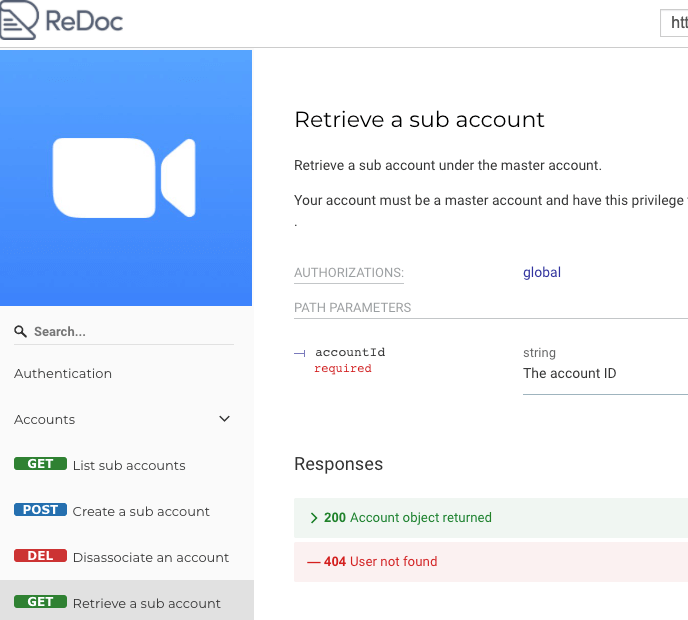 ReDoc
htt
Retrieve a sub account
Retrieve a sub account under the master account.
Your account must be a master account and have this privilege
.
AUTHORIZATIONS:
global
PATH PARAMETERS
accountId
required
string
The account ID
Responses
200 Account object returned
404 User not found
Search...
Authentication
Accounts
GET List sub accounts
POST Create a sub account
DEL Disassociate an account
GET Retrieve a sub account